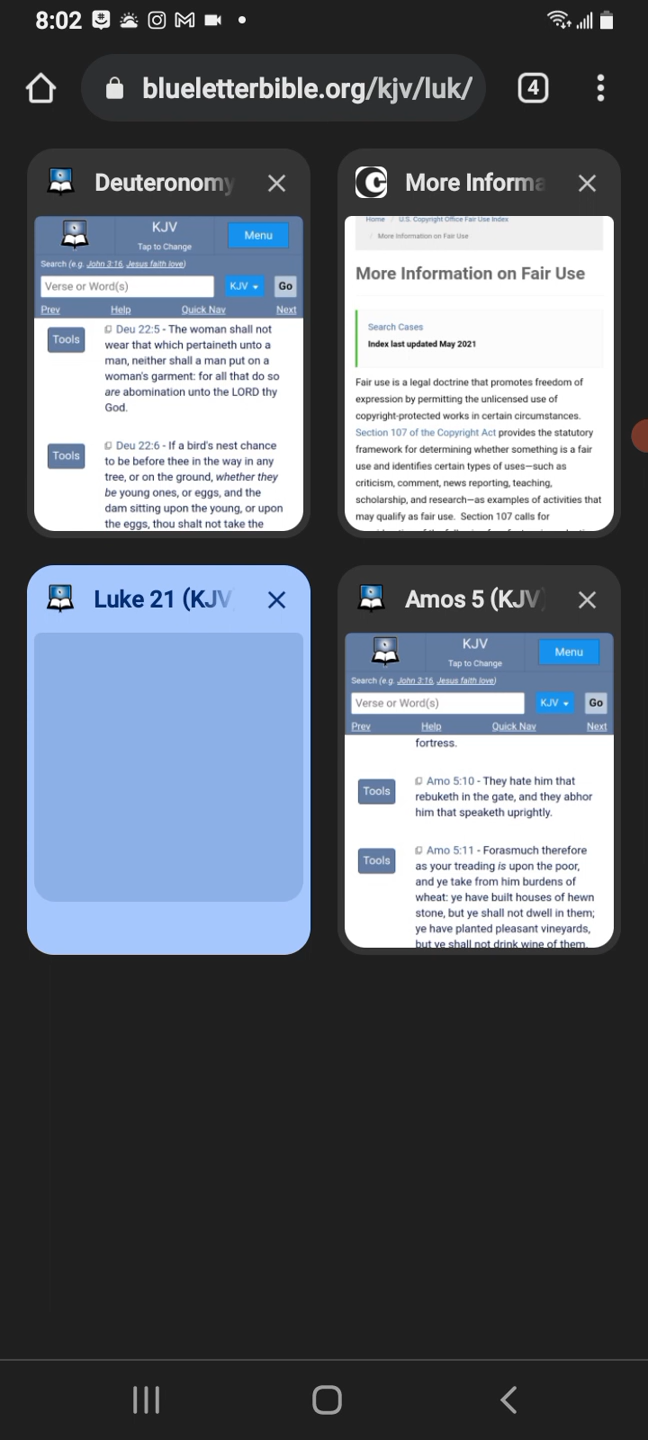 8:02
blueletterbible.org/kjv/luk/
4
Deuteronomy
KJV
Tap to Change
Menu
Search (e.g. John 3:16, Jesus faith love)
Verse or Word(s)
KJV
Go
Prev Help Quick Nav Next
Tools
Deu 22:5 - The woman shall not
wear that which pertaineth unto a
man, neither shall a man put on a
woman's garment: for all that do so
are abomination unto the LORD thy
God.
Tools
Deu 22:6 - If a bird's nest chance
to be before thee in the way in any
tree, or on the ground, whether they
be young ones, or eggs, and the
dam sitting upon the young, or upon
the eggs, thou shalt not take the
More Informa
Home / U.S. Copyright Office Fair Use Index
/ More Information on Fair Use
More Information on Fair Use
Search Cases
Index last updated May 2021
Fair use is a legal doctrine that promotes freedom of
expression by permitting the unlicensed use of
copyright-protected works in certain circumstances.
Section 107 of the Copyright Act provides the statutory
framework for determining whether something is a fair
use and identifies certain types of uses—such as
criticism, comment, news reporting, teaching,
scholarship, and research—as examples of activities that
may qualify as fair use. Section 107 calls for
Luke 21 (KJV
Amos 5 (KJV)
KJV
Tap to Change
Menu
Search (e.g. John 3:16, Jesus faith love)
Verse or Word(s)
KJV
Go
Prev Help Quick Nav Next
fortress.
Tools
Amo 5:10 - They hate him that
rebuketh in the gate, and they abhor
him that speaketh uprightly.
Tools
Amo 5:11 - Forasmuch therefore
as your treading is upon the poor,
and ye take from him burdens of
wheat: ye have built houses of hewn
stone, but ye shall not dwell in them;
ye have planted pleasant vineyards,
but ye shall not drink wine of them.